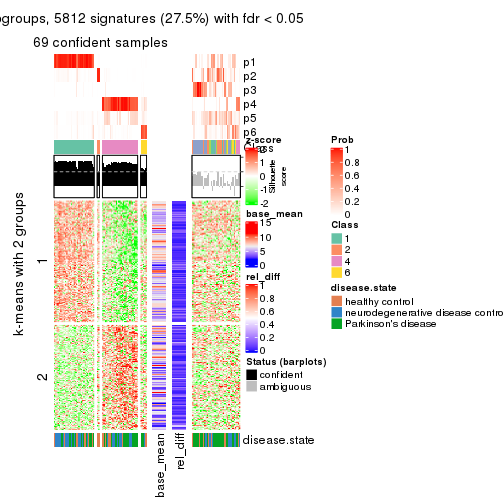 ogroups, 5812 signatures (27.5%) with fdr < 0.05
69 confident samples
p1
p2
p3
p4
p5
p6
Class
Silhouette
score
k-means with 2 groups
1
2
base_mean
rel_diff
disease.state
z-score
2
1
0
-1
-2
base_mean
15
10
5
0
rel_diff
1
0.8
0.6
0.4
0.2
0
Status (barplots)
confident
ambiguous
Prob
1
0.8
0.6
0.4
0.2
0
Class
1
2
4
6
disease.state
healthy control
neurodegenerative disease contro
Parkinson's disease